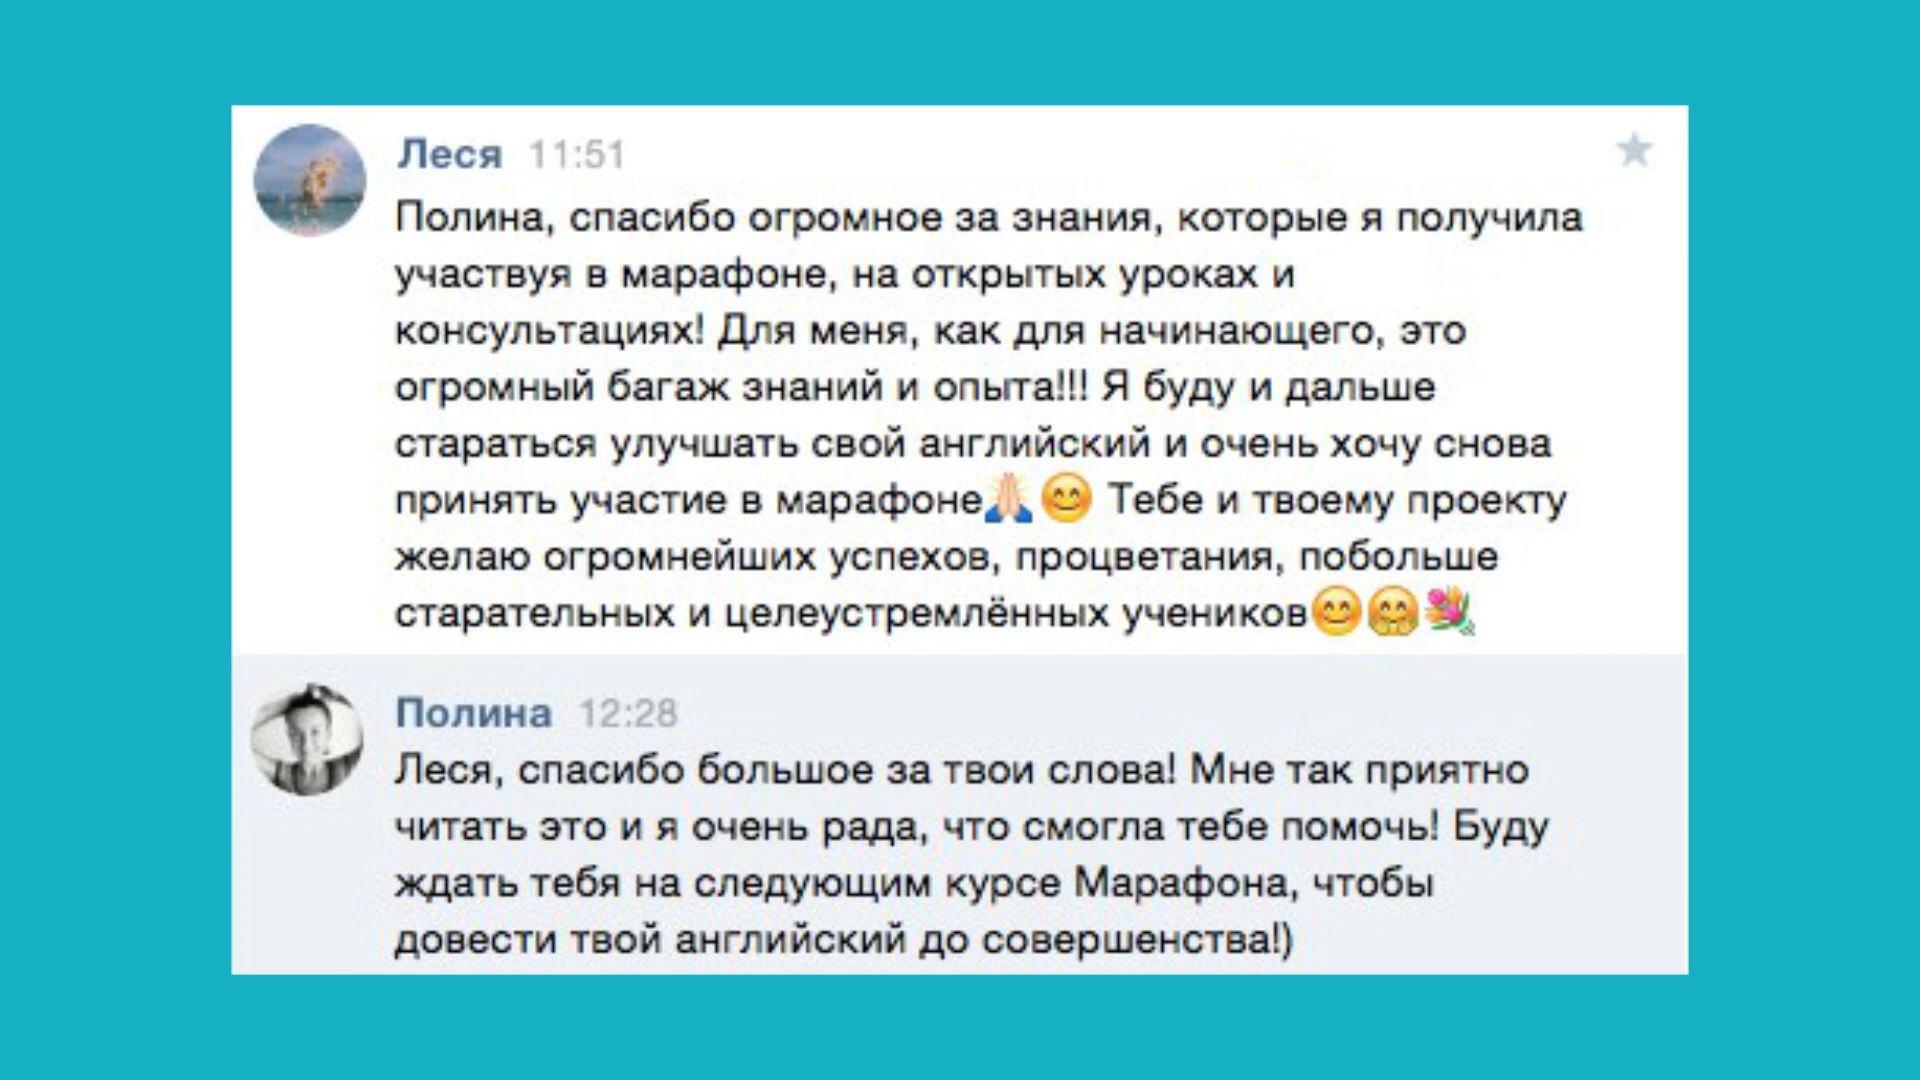 Леся 11:51
Полина, спасибо огромное за знания, которые я получила
участвуя в марафоне, на открытых уроках и
консультациях! Для меня, как для начинающего, это
огромный багаж знаний и опыта!!! Я буду и дальше
стараться улучшать свой английский и очень хочу снова
принять участие в марафоне🙏😊 Тебе и твоему проекту
желаю огромнейших успехов, процветания, побольше
старательных и целеустремлённых учеников😊🤗💐
Полина 12:28
Леся, спасибо большое за твои слова! Мне так приятно
читать это и я очень рада, что смогла тебе помочь! Буду
ждать тебя на следующим курсе Марафона, чтобы
довести твой английский до совершенства!)